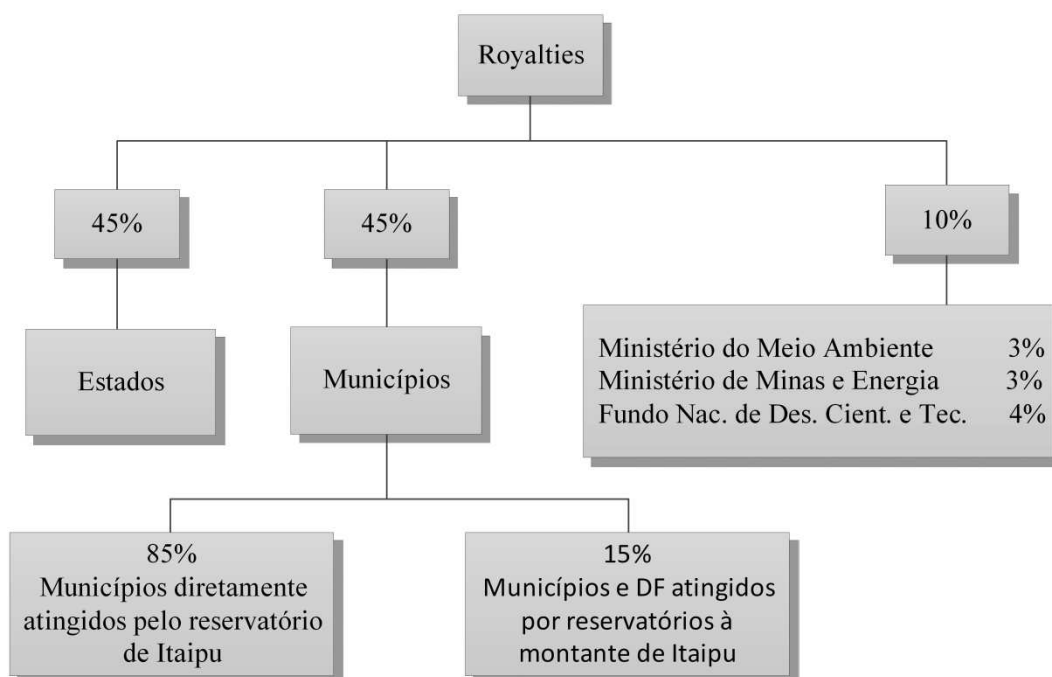 Royalties
45%
45%
10%
Estados
Municípios
Ministério do Meio Ambiente 3%
Ministério de Minas e Energia 3%
Fundo Nac. de Des. Cient. e Tec. 4%
85%
Municípios diretamente
atingidos pelo reservatório
de Itaipu
15%
Municípios e DF atingidos
por reservatórios à
montante de Itaipu